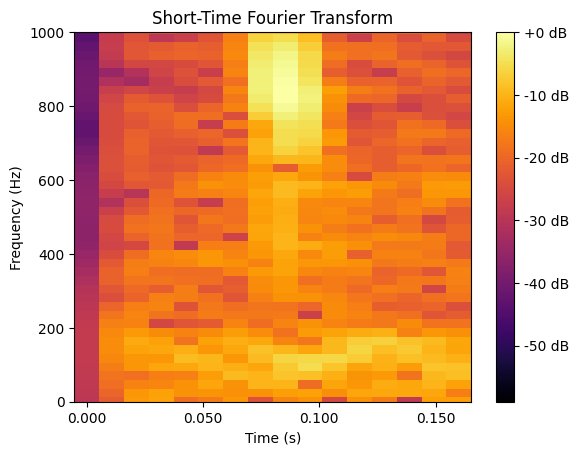 Short-Time Fourier Transform
1000
800
600
400
200
0
Frequency (Hz)
0.000
0.050
0.100
0.150
Time (s)
+0 dB
-10 dB
-20 dB
-30 dB
-40 dB
-50 dB